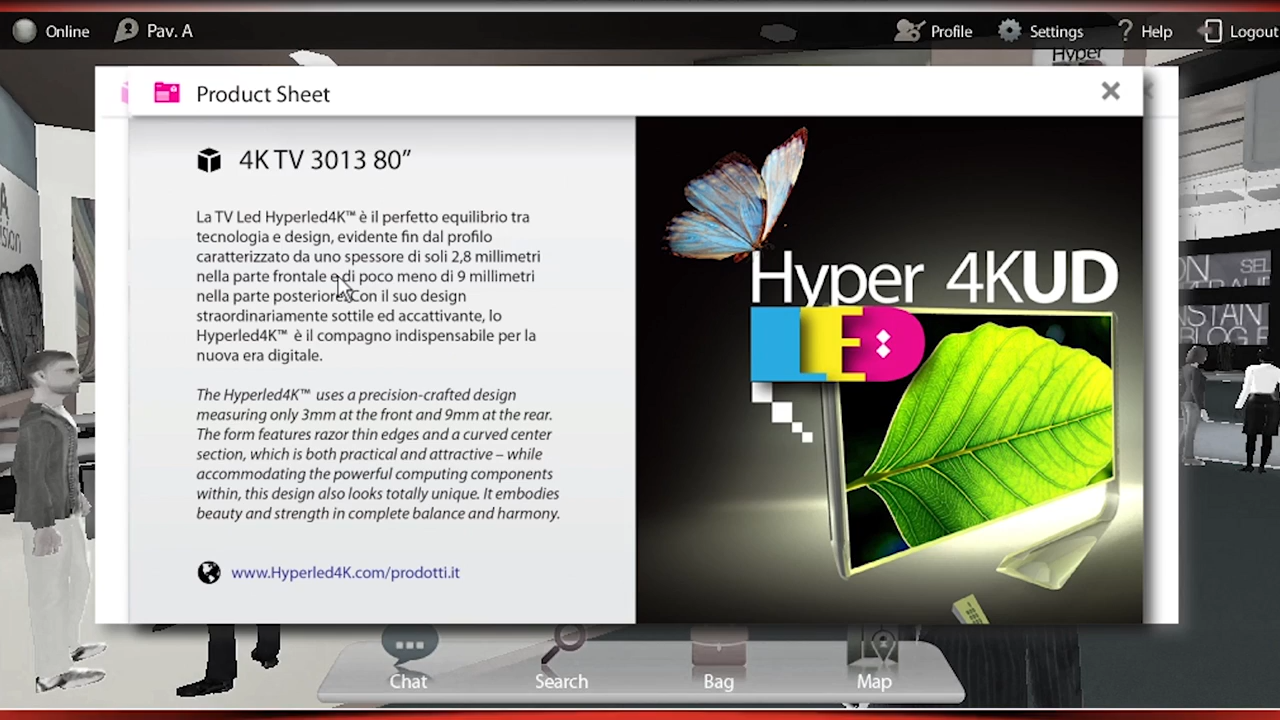 Online
Pav. A
Profile
Settings
Help
Logout
Hyper
Product Sheet
4K TV 3013 80”
La TV Led Hyperled4K™ è il perfetto equilibrio tra
tecnologia e design, evidente fin dal profilo
caratterizzato da uno spessore di soli 2,8 millimetri
nella parte frontale e di poco meno di 9 millimetri
nella parte posteriore. Con il suo design
straordinariamente sottile ed accattivante, lo
Hyperled4K™ è il compagno indispensabile per la
nuova era digitale.
The Hyperled4K™ uses a precision-crafted design
measuring only 3mm at the front and 9mm at the rear.
The form features razor thin edges and a curved center
section, which is both practical and attractive – while
accommodating the powerful computing components
within, this design also looks totally unique. It embodies
beauty and strength in complete balance and harmony.
www.Hyperled4K.com/prodotti.it
Hyper 4KUD
LED
Chat
Search
Bag
Map